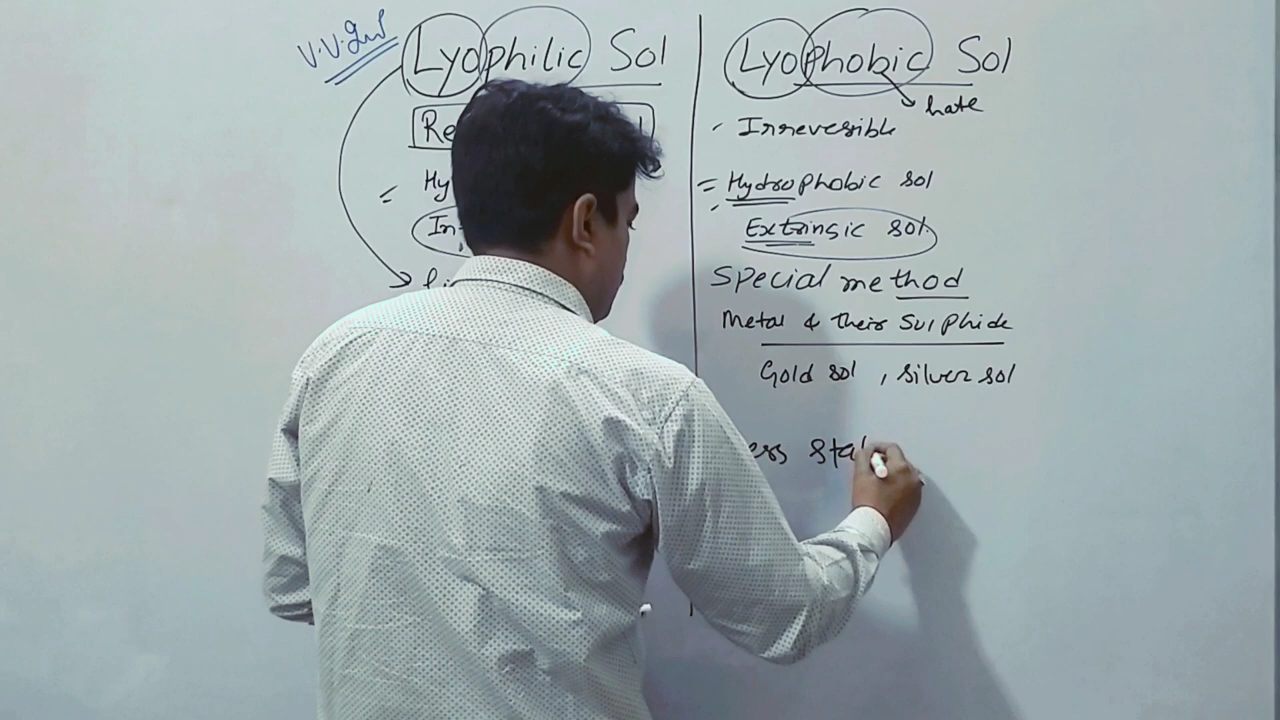 V.V.Imp
Lyophilic Sol
Re
Hy
In
Li
Lyophobic Sol
hate
Irreversible
= Hydrophobic sol
Extrinsic sol
Special method
Metal & their sulphide
Gold sol, silver sol
ess sta